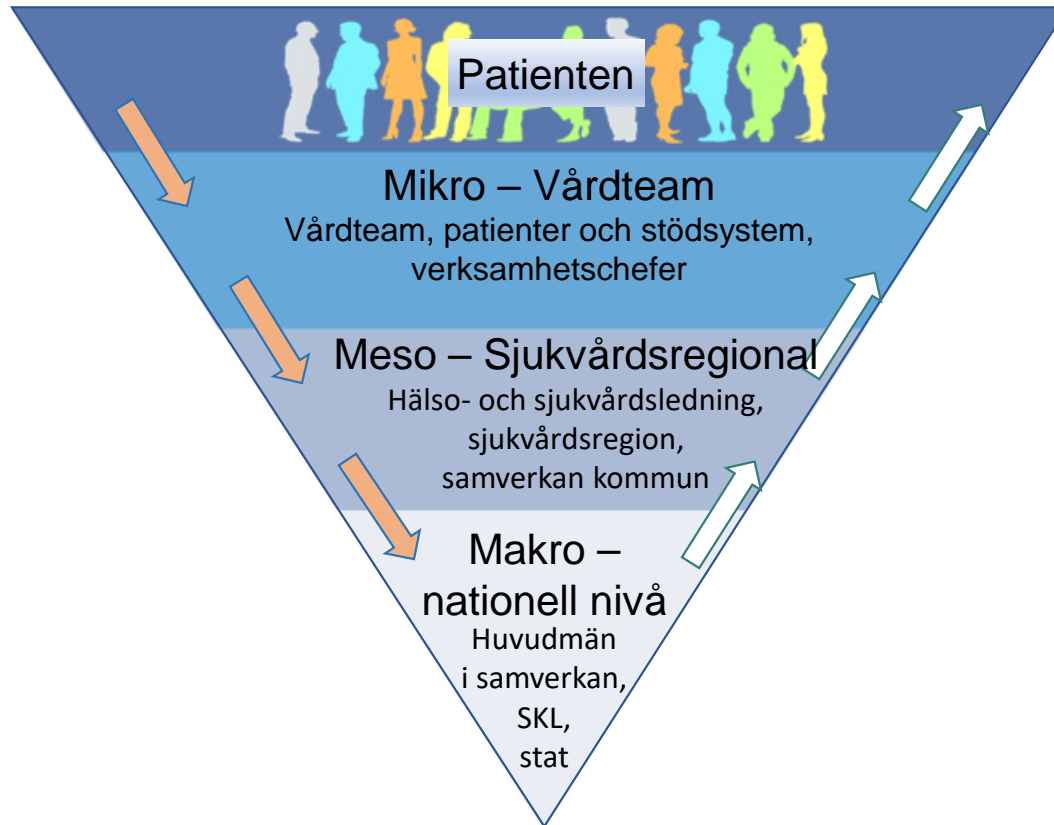 Patienten
Mikro – Vårdteam
Vårdteam, patienter och stödsystem,
verksamhetschefer
Meso – Sjukvårdsregional
Hälso- och sjukvårdsledning,
sjukvårdsregion,
samverkan kommun
Makro –
nationell nivå
Huvudmän
i samverkan,
SKL,
stat